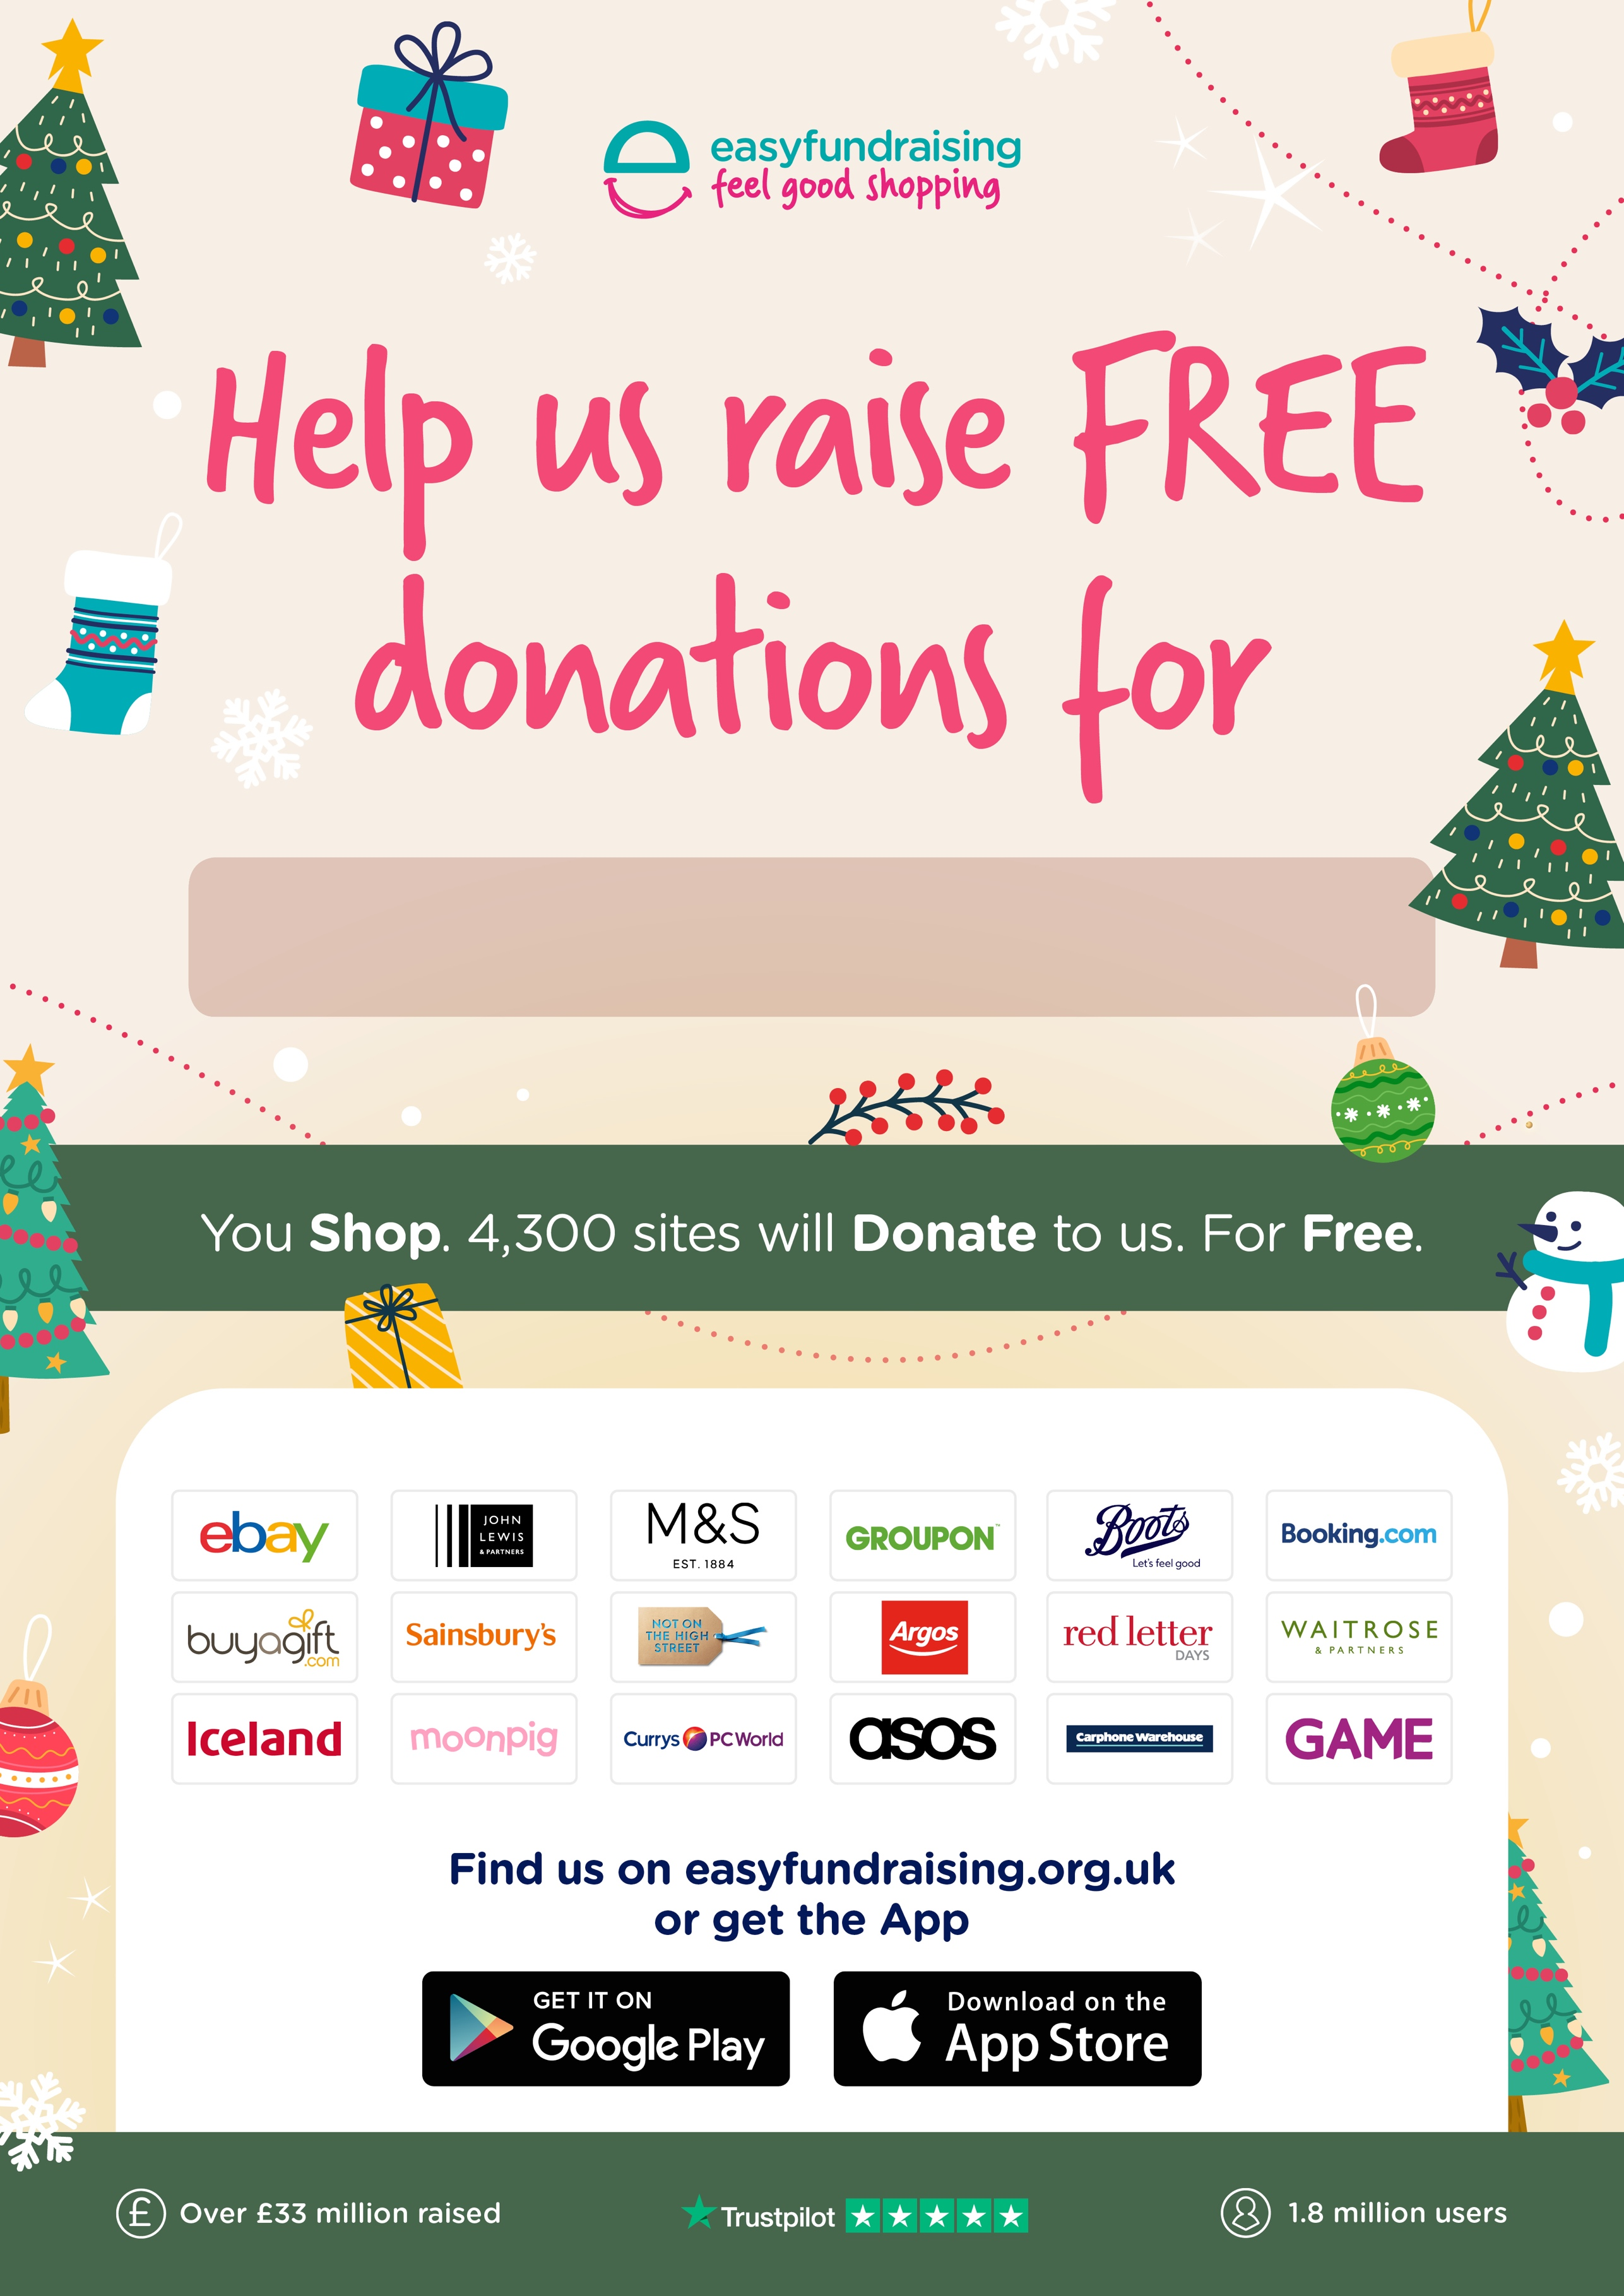 easyfundraising
feel good shopping
Help us raise FREE
donations for
You Shop. 4,300 sites will Donate to us. For Free.
ebay
JOHN
LEWIS
& PARTNERS
M&S
EST. 1884
GROUPON™
Boots
Let's feel good
Booking.com
buyagift
.com
Sainsbury's
NOT ON
THE HIGH
STREET
Argos
red letter
DAYS
WAITROSE
& PARTNERS
Iceland
moonpig
Currys PC World
asos
Carphone Warehouse
GAME
Find us on easyfundraising.org.uk
or get the App
GET IT ON
Google Play
Download on the
App Store
£ Over £33 million raised
Trustpilot
1.8 million users